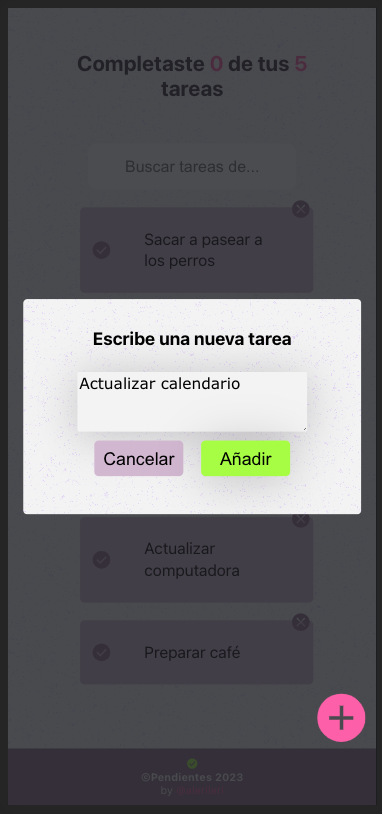 Completaste 0 de tus 5
tareas
Buscar tareas de...
Sacar a pasear a
los perros
Escribe una nueva tarea
Actualizar calendario
Cancelar
Añadir
Actualizar
computadora
Preparar café
©Pendientes 2023
by